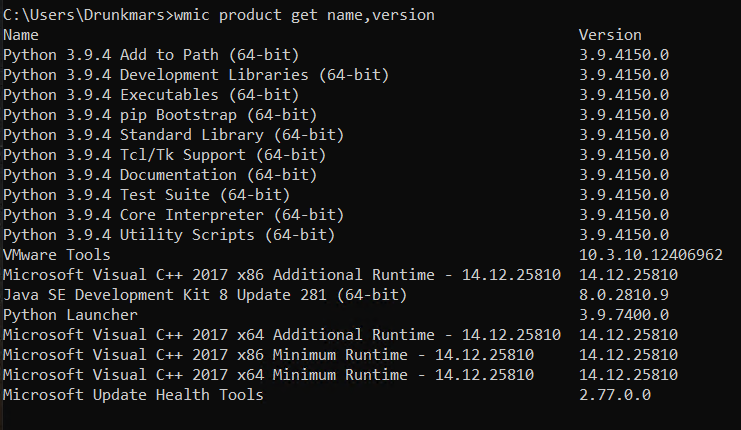 C:\Users\Drunkmars>wmic product get name,version
Name Version
Python 3.9.4 Add to Path (64-bit) 3.9.4150.0
Python 3.9.4 Development Libraries (64-bit) 3.9.4150.0
Python 3.9.4 Executables (64-bit) 3.9.4150.0
Python 3.9.4 pip Bootstrap (64-bit) 3.9.4150.0
Python 3.9.4 Standard Library (64-bit) 3.9.4150.0
Python 3.9.4 Tcl/Tk Support (64-bit) 3.9.4150.0
Python 3.9.4 Documentation (64-bit) 3.9.4150.0
Python 3.9.4 Test Suite (64-bit) 3.9.4150.0
Python 3.9.4 Core Interpreter (64-bit) 3.9.4150.0
Python 3.9.4 Utility Scripts (64-bit) 3.9.4150.0
VMware Tools 10.3.10.12406962
Microsoft Visual C++ 2017 x86 Additional Runtime - 14.12.25810 14.12.25810
Java SE Development Kit 8 Update 281 (64-bit) 8.0.2810.9
Python Launcher 3.9.7400.0
Microsoft Visual C++ 2017 x64 Additional Runtime - 14.12.25810 14.12.25810
Microsoft Visual C++ 2017 x86 Minimum Runtime - 14.12.25810 14.12.25810
Microsoft Visual C++ 2017 x64 Minimum Runtime - 14.12.25810 14.12.25810
Microsoft Update Health Tools 2.77.0.0